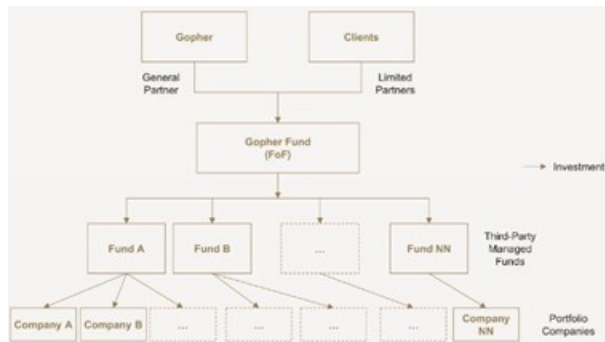 Gopher
Clients
General
Partner
Limited
Partners
Gopher Fund
(FoF)
Investment
Fund A
Fund B
...
Fund NN
Third-Party
Managed
Funds
Company A
Company B
...
...
...
...
Company
NN
Portfolio
Companies